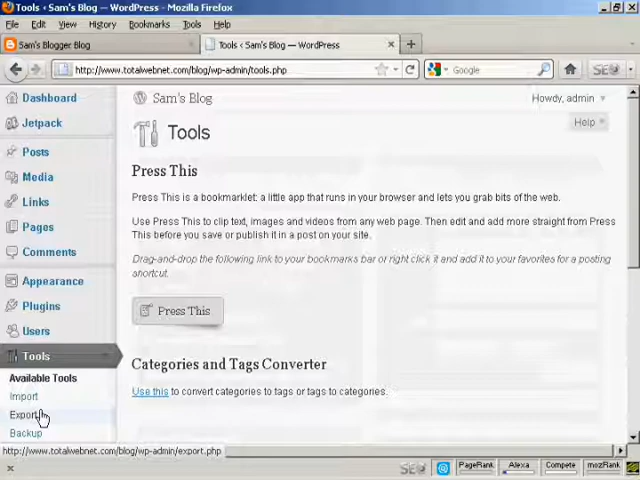 Tools ‹ Sam's Blog — WordPress - Mozilla Firefox
File Edit View History Bookmarks Tools Help
Sam's Blogger Blog
Tools ‹ Sam's Blog — WordPress
http://www.totalwebnet.com/blog/wp-admin/tools.php
Google
SEO
Dashboard
Jetpack
Posts
Media
Links
Pages
Comments
Appearance
Plugins
Users
Tools
Available Tools
Import
Export
Backup
Sam's Blog
Howdy, admin
Help
Tools
Press This
Press This is a bookmarklet: a little app that runs in your browser and lets you grab bits of the web.
Use Press This to clip text, images and videos from any web page. Then edit and add more straight from Press
This before you save or publish it in a post on your site.
Drag-and-drop the following link to your bookmarks bar or right click it and add it to your favorites for a posting
shortcut.
Press This
Categories and Tags Converter
Use this to convert categories to tags or tags to categories.
http://www.totalwebnet.com/blog/wp-admin/export.php
SEO
PageRank
Alexa
Compete
mozRank